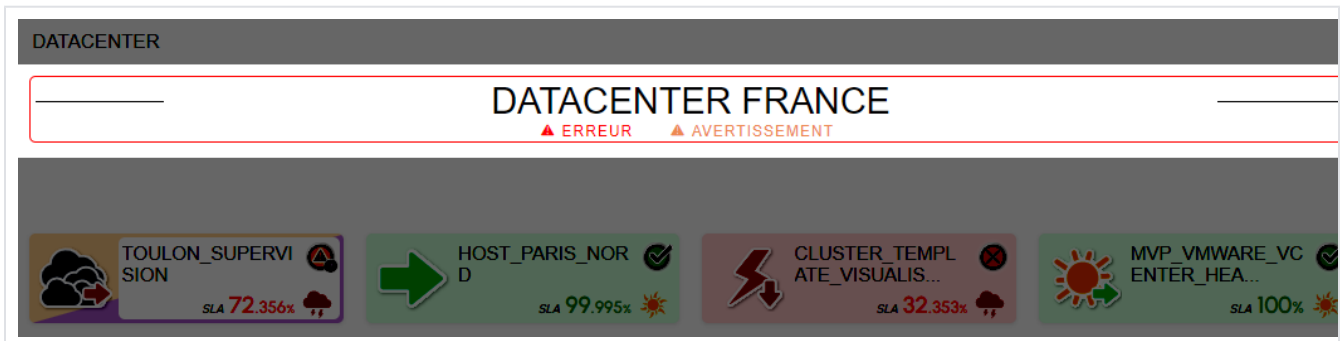 DATACENTER
DATACENTER FRANCE
ERREUR AVERTISSEMENT
TOULON_SUPERVI
SION
SLA 72.356%
HOST_PARIS_NOR
D
SLA 99.995%
CLUSTER_TEMPL
ATE_VISUALIS...
SLA 32.353%
MVP_VMWARE_VC
ENTER_HEA...
SLA 100%